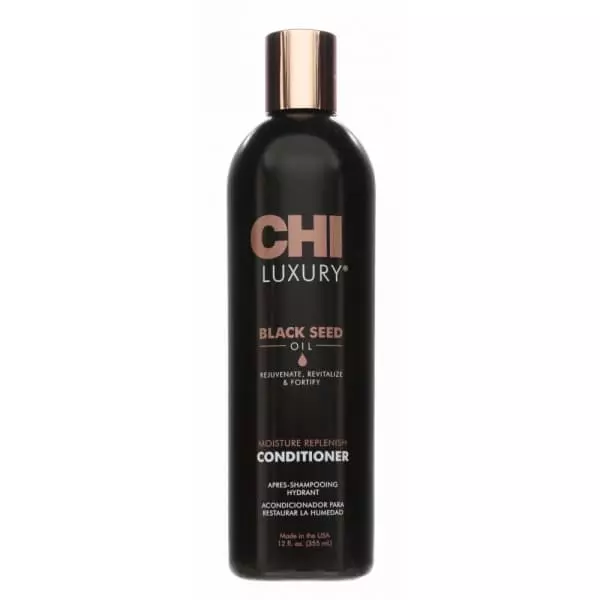 CHI
LUXURY®
BLACK SEED
OIL
REJUVENATE, REVITALIZE
& FORTIFY
MOISTURE REPLENISH
CONDITIONER
APRES-SHAMPOOING
HYDRANT
ACONDICIONADOR PARA
RESTAURAR LA HUMEDAD
Made in the USA
12 fl. oz. (355 mL)